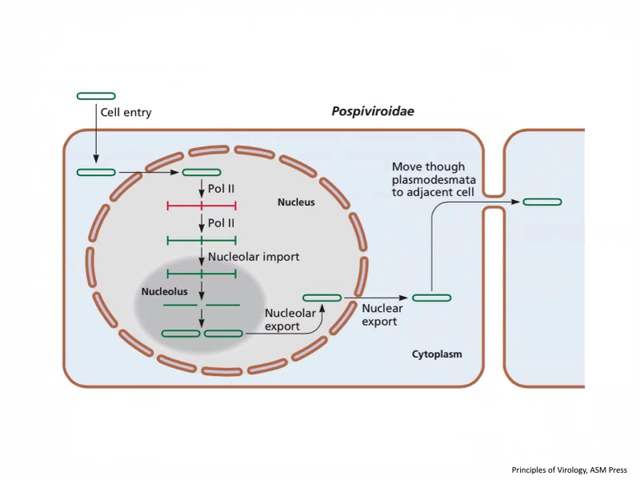 Pospiviroidae
Cell entry
Move though
plasmodesmata
to adjacent cell
Pol II
Nucleus
Pol II
Nucleolar import
Nucleolus
Nucleolar
export
Nuclear
export
Cytoplasm
Principles of Virology, ASM Press